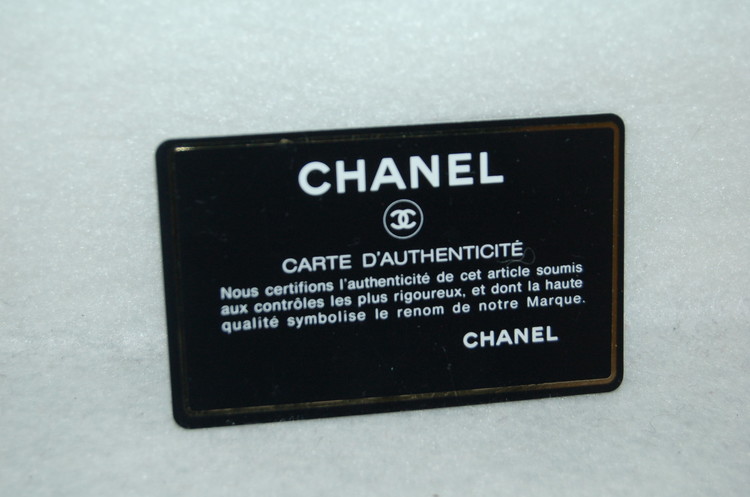 CHANEL
CARTE D'AUTHENTICITÉ
Nous certifions l'authenticité de cet article soumis
aux contrôles les plus rigoureux, et dont la haute
qualité symbolise le renom de notre Marque.
CHANEL